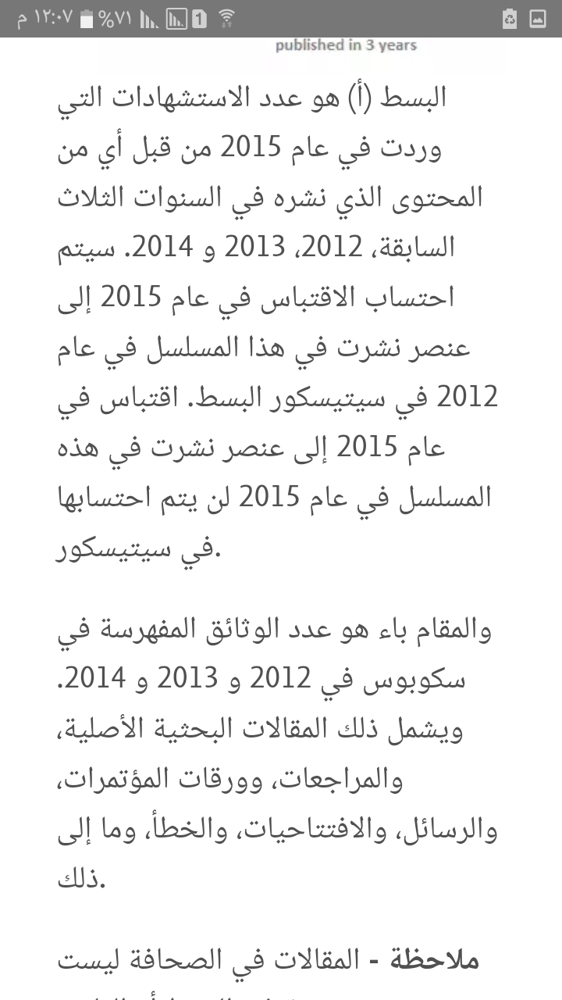 م ١٢:٠٧ %٧١ 1
published in 3 years
البسط (أ) هو عدد الاستشهادات التي
وردت في عام 2015 من قبل أي من
المحتوى الذي نشره في السنوات الثلاث
السابقة، 2012، 2013 و 2014. سيتم
احتساب الاقتباس في عام 2015 إلى
عنصر نشرت في هذا المسلسل في عام
2012 في سيتيسكور البسط. اقتباس في
عام 2015 إلى عنصر نشرت في هذه
المسلسل في عام 2015 لن يتم احتسابها
في سيتيسكور.
والمقام باء هو عدد الوثائق المفهرسة في
سكوبوس في 2012 و 2013 و 2014.
ويشمل ذلك المقالات البحثية الأصلية،
والمراجعات، وورقات المؤتمرات،
والرسائل، والافتتاحيات، والخطأ، وما إلى
ذلك.
ملاحظة - المقالات في الصحافة ليست